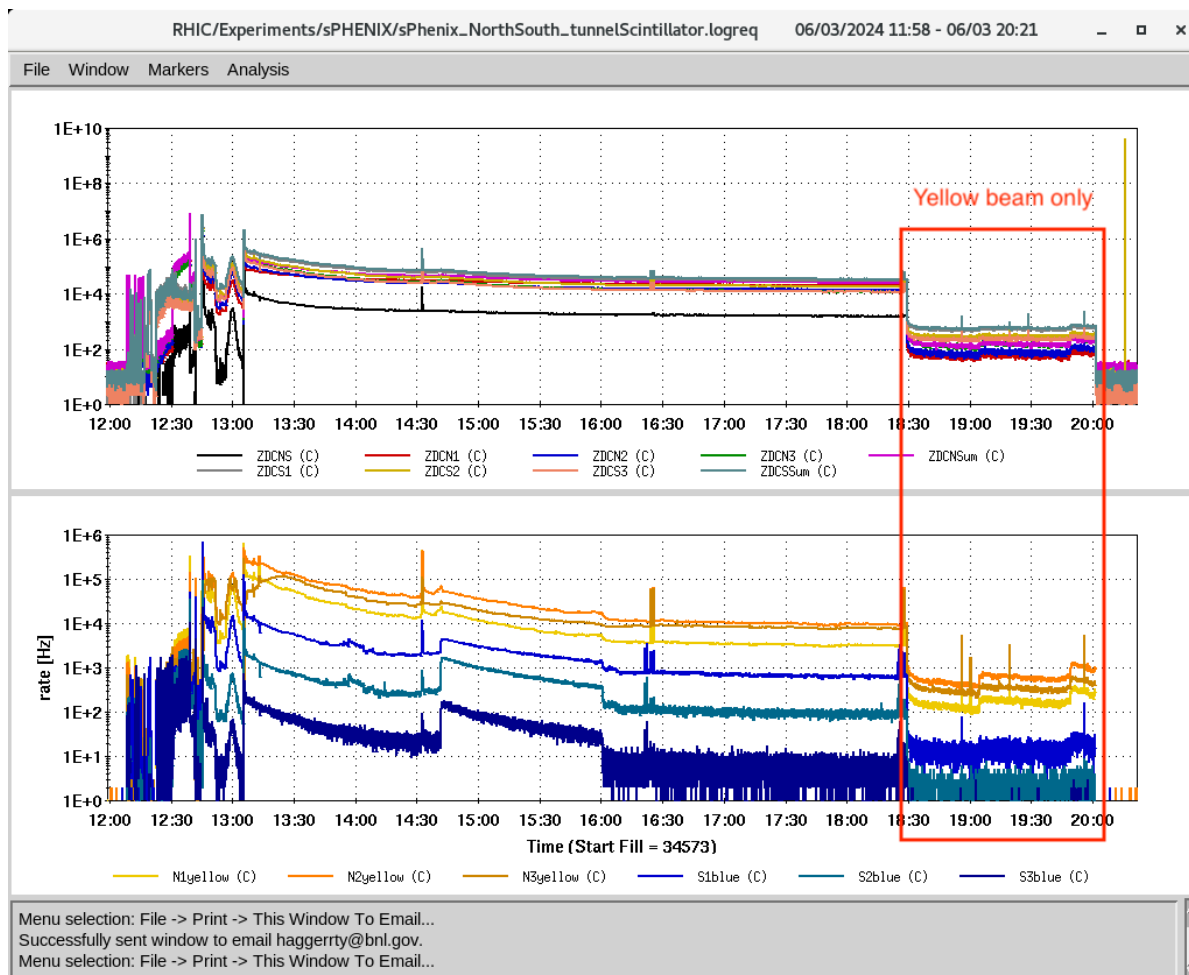 RHIC/Experiments/sPHENIX/sPhenix_NorthSouth_tunnelScintillator.logreq 06/03/2024 11:58 - 06/03 20:21
File Window Markers Analysis
1E+10
1E+8
1E+6
1E+4
1E+2
1E+0
Yellow beam only
12:00 12:30 13:00 13:30 14:00 14:30 15:00 15:30 16:00 16:30 17:00 17:30 18:00 18:30 19:00 19:30 20:00
ZDCNS (C) ZDCN1 (C) ZDCN2 (C) ZDCN3 (C) ZDCNSum (C)
ZDCS1 (C) ZDCS2 (C) ZDCS3 (C) ZDCSSum (C)
rate [Hz]
1E+6
1E+5
1E+4
1E+3
1E+2
1E+1
1E+0
12:00 12:30 13:00 13:30 14:00 14:30 15:00 15:30 16:00 16:30 17:00 17:30 18:00 18:30 19:00 19:30 20:00
Time (Start Fill = 34573)
N1yellow (C) N2yellow (C) N3yellow (C) S1blue (C) S2blue (C) S3blue (C)
Menu selection: File -> Print -> This Window To Email...
Successfully sent window to email haggerrty@bnl.gov.
Menu selection: File -> Print -> This Window To Email...